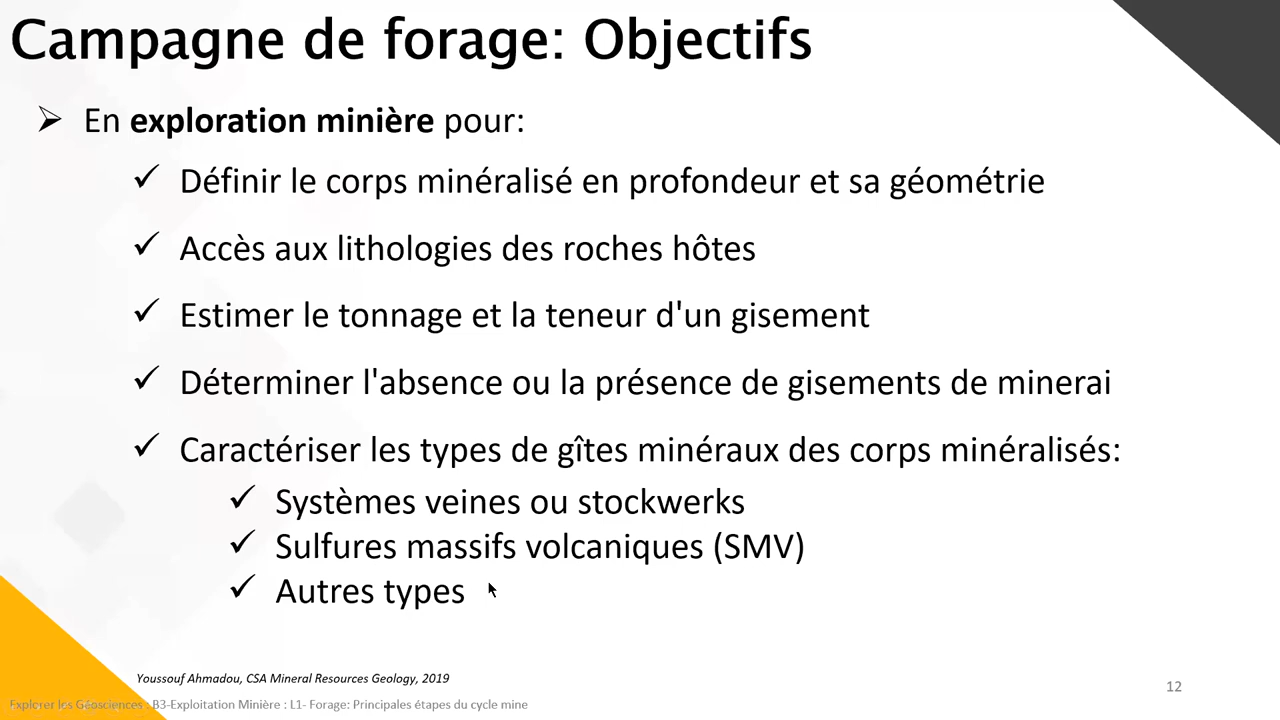 Campagne de forage: Objectifs
En exploration minière pour:
Définir le corps minéralisé en profondeur et sa géométrie
Accès aux lithologies des roches hôtes
Estimer le tonnage et la teneur d'un gisement
Déterminer l'absence ou la présence de gisements de minerai
Caractériser les types de gîtes minéraux des corps minéralisés:
Systèmes veines ou stockwerks
Sulfures massifs volcaniques (SMV)
Autres types
Youssouf Ahmadou, CSA Mineral Resources Geology, 2019
12
Explorer les Géosciences : B3-Exploitation Minière : L1- Forage: Principales étapes du cycle mine